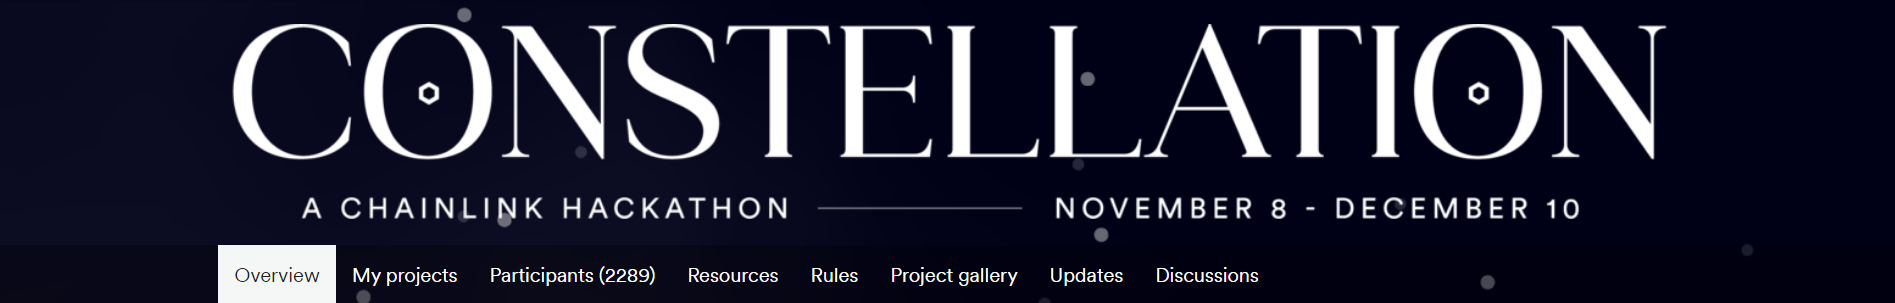 CONSTELLATION
A CHAINLINK HACKATHON NOVEMBER 8 - DECEMBER 10
Overview My projects Participants (2289) Resources Rules Project gallery Updates Discussions